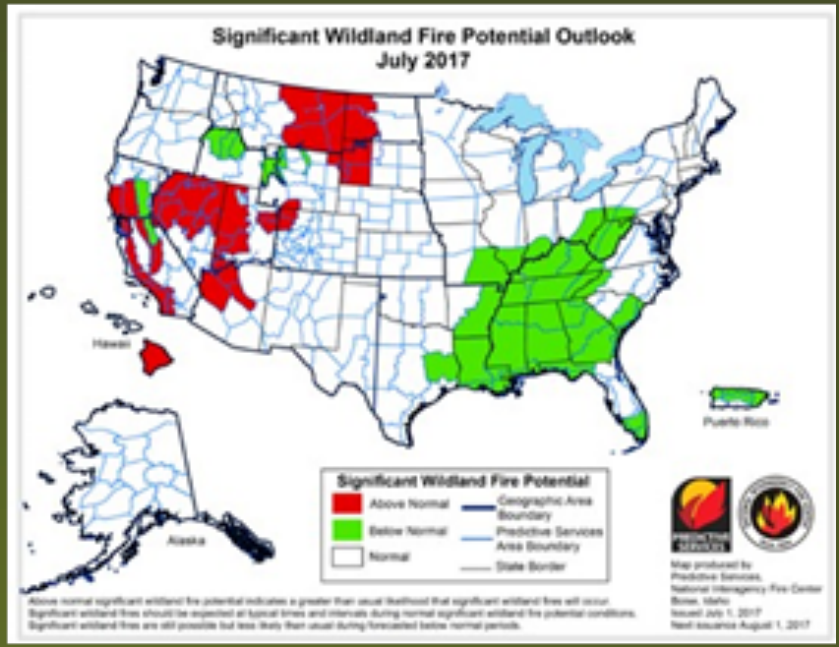 Significant Wildland Fire Potential Outlook
July 2017
Hawaii
Puerto Rico
Alaska
Significant Wildland Fire Potential
Above Normal
Below Normal
Normal
Geographic Area
Boundary
Predictive Services
Area Boundary
State Border
PREDICTIVE
SERVICES
Map produced by
Predictive Services,
National Interagency Fire Center
Boise, Idaho
Issued July 1, 2017
Next issuance August 1, 2017
Above normal significant wildland fire potential indicates a greater than usual likelihood that significant wildland fires will occur.
Significant wildland fires should be expected at typical times and intervals during normal significant wildland fire potential conditions.
Significant wildland fires are still possible but less likely than usual during forecasted below normal periods.